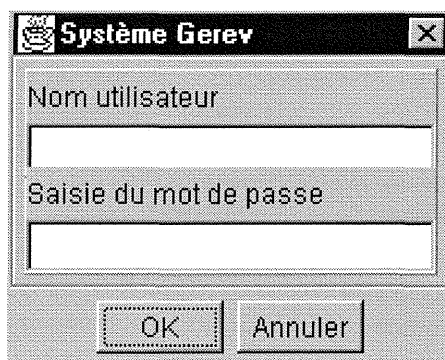 Système Gerev
Nom utilisateur
Saisie du mot de passe
OK Annuler